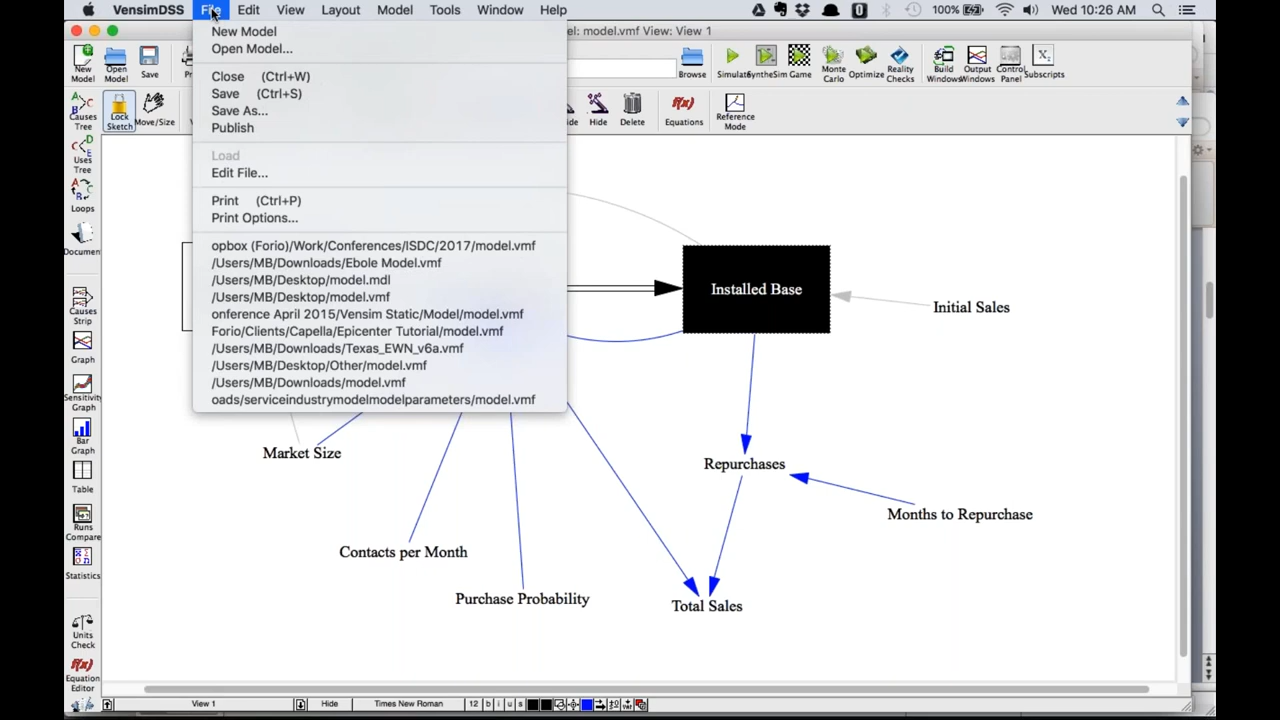 VensimDSS File Edit View Layout Model Tools Window Help 100% Wed 10:26 AM
el: model.vmf View: View 1
New Model
Open Model
Save
Browse
Simulate
SyntheSim
Game
Monte Carlo
Optimize
Reality Checks
Build Windows
Output Windows
Control Panel
Subscripts
Lock Sketch
Move/Size
Hide
Delete
Equations
Reference Mode
New Model
Open Model...
Close (Ctrl+W)
Save (Ctrl+S)
Save As...
Publish
Load
Edit File...
Print (Ctrl+P)
Print Options...
opbox (Forio)/Work/Conferences/ISDC/2017/model.vmf
/Users/MB/Downloads/Ebole Model.vmf
/Users/MB/Desktop/model.mdl
/Users/MB/Desktop/model.vmf
onference April 2015/Vensim Static/Model/model.vmf
Forio/Clients/Capella/Epicenter Tutorial/model.vmf
/Users/MB/Downloads/Texas_EWN_v6a.vmf
/Users/MB/Desktop/Other/model.vmf
/Users/MB/Downloads/model.vmf
oads/serviceindustrymodelmodelparameters/model.vmf
Causes Tree
Uses Tree
Loops
Documen
Causes Strip
Graph
Sensitivity Graph
Bar Graph
Table
Runs Compare
Statistics
Units Check
Equation Editor
Installed Base
Initial Sales
Market Size
Repurchases
Months to Repurchase
Contacts per Month
Purchase Probability
Total Sales
View 1 Hide Times New Roman 12 b i u s